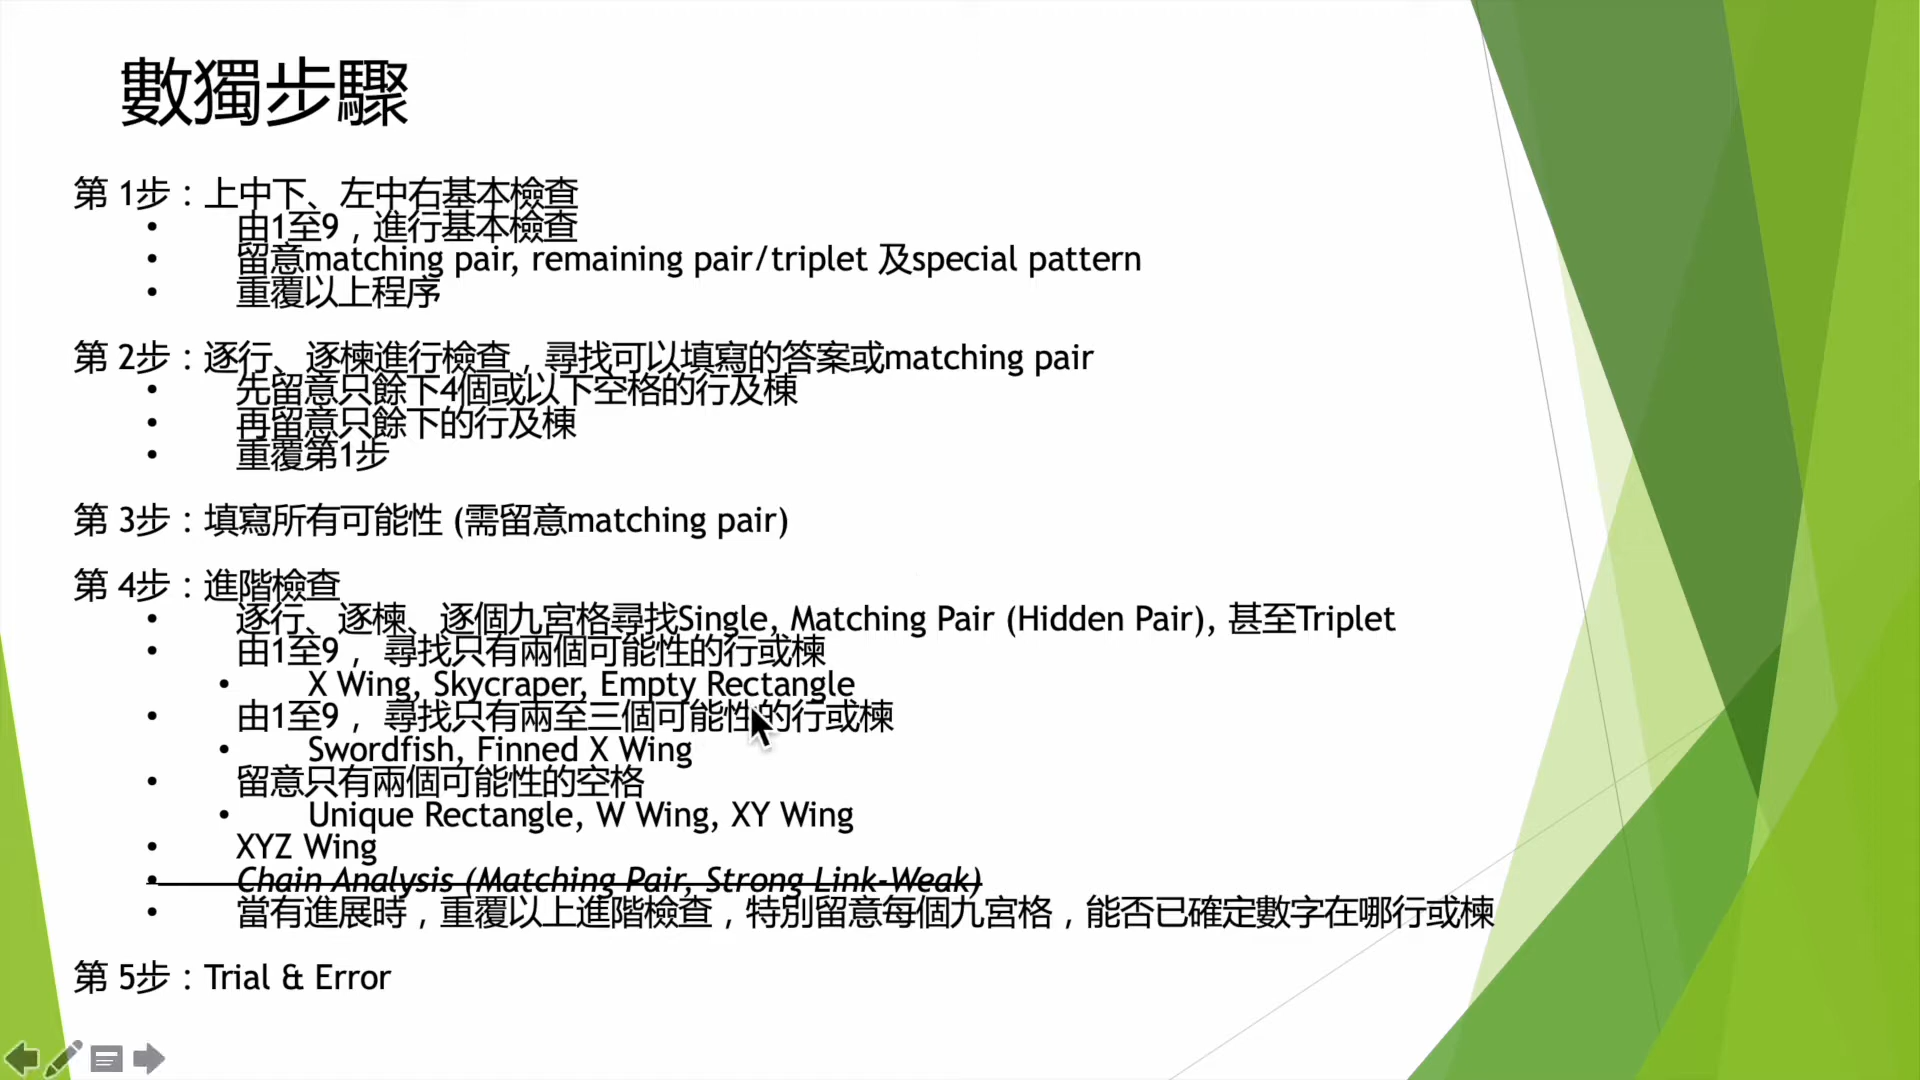 數獨步驟
第 1步：上中下、左中右基本檢查
• 由1至9，進行基本檢查
• 留意matching pair, remaining pair/triplet 及special pattern
• 重覆以上程序
第 2步：逐行、逐楝進行檢查，尋找可以填寫的答案或matching pair
• 先留意只餘下4個或以下空格的行及棟
• 再留意只餘下的行及棟
• 重覆第1步
第 3步：填寫所有可能性 (需留意matching pair)
第 4步：進階檢查
• 逐行、逐楝、逐個九宮格尋找Single, Matching Pair (Hidden Pair), 甚至Triplet
• 由1至9， 尋找只有兩個可能性的行或楝
• X Wing, Skycraper, Empty Rectangle
• 由1至9， 尋找只有兩至三個可能性的行或楝
• Swordfish, Finned X Wing
• 留意只有兩個可能性的空格
• Unique Rectangle, W Wing, XY Wing
• XYZ Wing
• Chain Analysis (Matching Pair, Strong Link-Weak)
• 當有進展時，重覆以上進階檢查，特別留意每個九宮格，能否已確定數字在哪行或楝
第 5步：Trial & Error